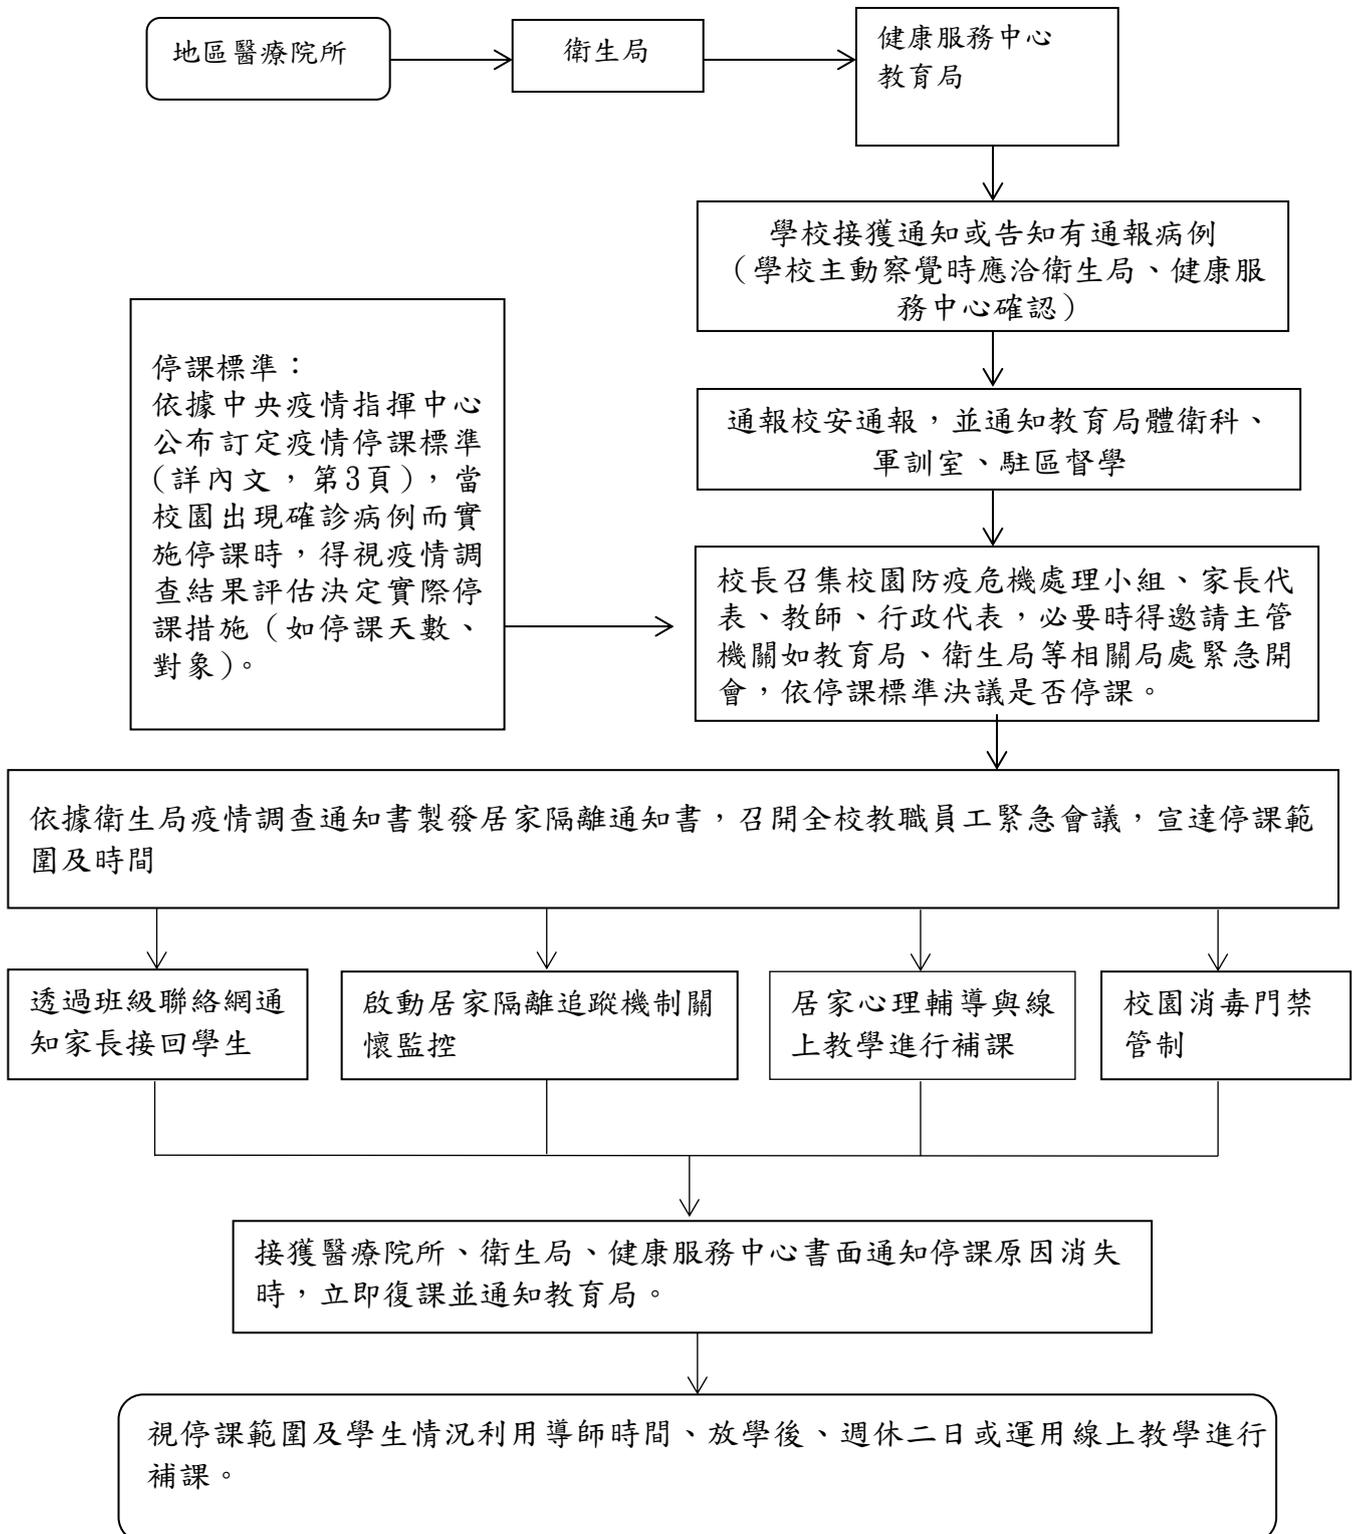 地區醫療院所
衛生局
健康服務中心
教育局
學校接獲通知或告知有通報病例
（學校主動察覺時應洽衛生局、健康服
務中心確認）
停課標準：
依據中央疫情指揮中心
公布訂定疫情停課標準
(詳內文，第3頁)，當
校園出現確診病例而實
施停課時，得視疫情調
查結果評估決定實際停
課措施（如停課天數、
對象）。
通報校安通報，並通知教育局體衛科、
軍訓室、駐區督學
校長召集校園防疫危機處理小組、家長代
表、教師、行政代表，必要時得邀請主管
機關如教育局、衛生局等相關局處緊急開
會，依停課標準決議是否停課。
依據衛生局疫情調查通知書製發居家隔離通知書，召開全校教職員工緊急會議，宣達停課範
圍及時間
透過班級聯絡網通
知家長接回學生
啟動居家隔離追蹤機制關
懷監控
居家心理輔導與線
上教學進行補課
校園消毒門禁
管制
接獲醫療院所、衛生局、健康服務中心書面通知停課原因消失
時，立即復課並通知教育局。
視停課範圍及學生情況利用導師時間、放學後、週休二日或運用線上教學進行
補課。